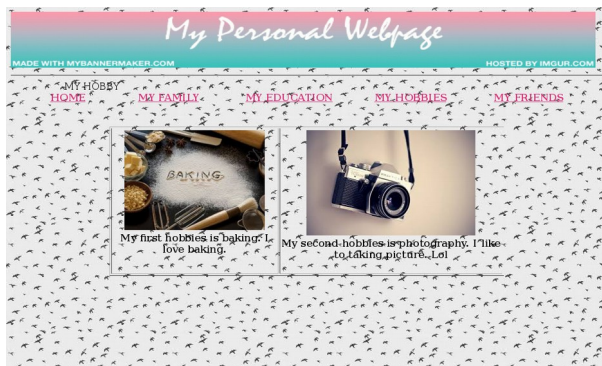 My Personal Webpage
MADE WITH MYBANNERMAKER.COM HOSTED BY IMGUR.COM
MY HOBBY
HOME MY FAMILY MY EDUCATION MY HOBBIES MY FRIENDS
BAKING
My first hobbies is baking. I
love baking.
My second hobbies is photography. I like
to taking picture. Lol